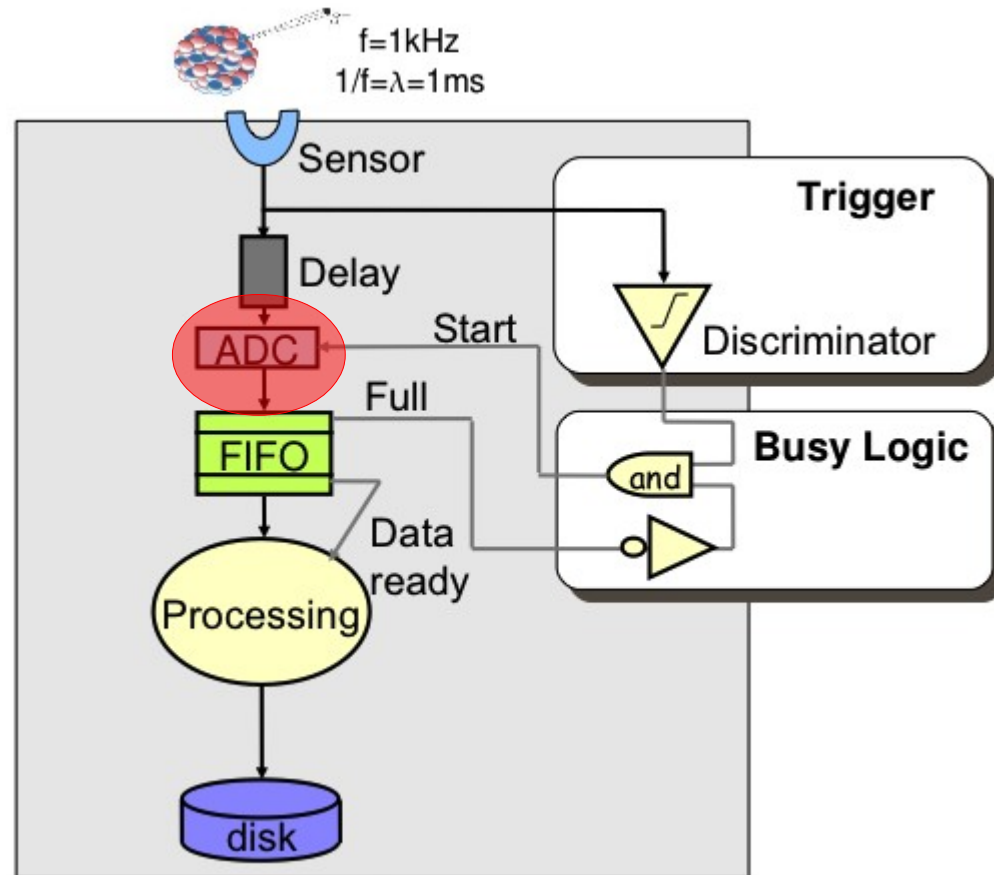 f=1kHz
1/f=λ=1ms
Sensor
Trigger
Delay
Start
ADC
Discriminator
Full
Busy Logic
FIFO
and
Data
ready
Processing
disk